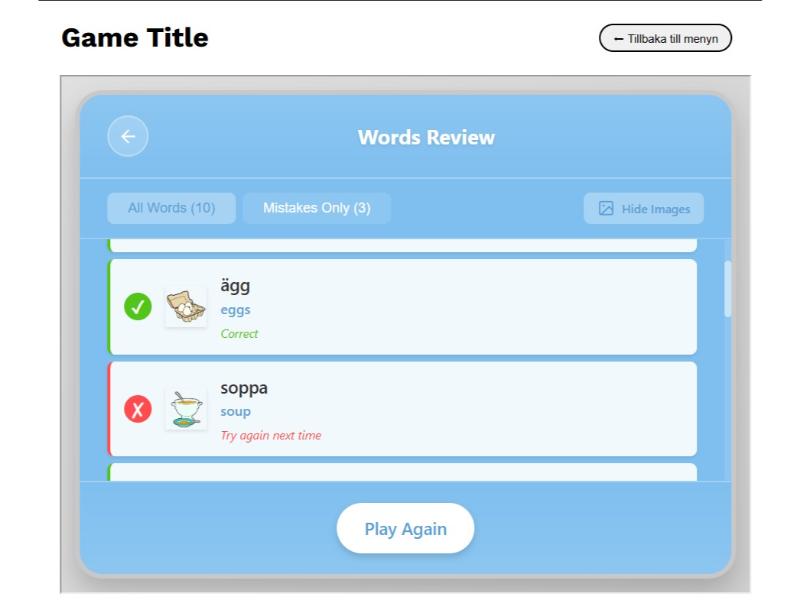 Game Title
← Tillbaka till menyn
Words Review
All Words (10)
Mistakes Only (3)
Hide Images
ägg
eggs
Correct
soppa
soup
Try again next time
Play Again